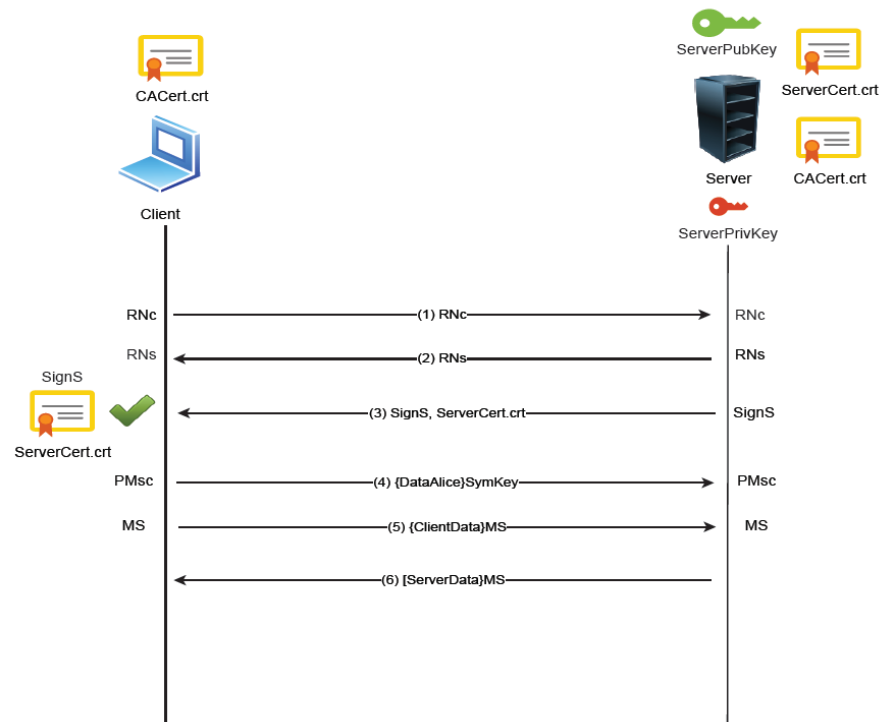 ServerPubKey
CACert.crt
ServerCert.crt
Server
CACert.crt
Client
ServerPrivKey
RNc
(1) RNc
RNc
RNs
(2) RNs
RNs
SignS
ServerCert.crt
(3) SignS, ServerCert.crt
SignS
PMsc
(4) {DataAlice}SymKey
PMsc
MS
(5) {ClientData}MS
MS
(6) [ServerData}MS